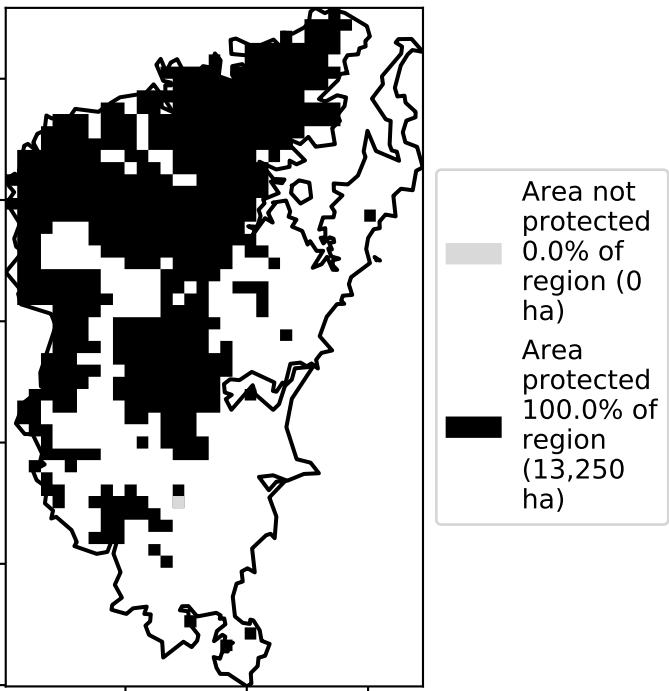 Area not
protected
0.0% of
region (0
ha)
Area
protected
100.0% of
region
(13,250
ha)